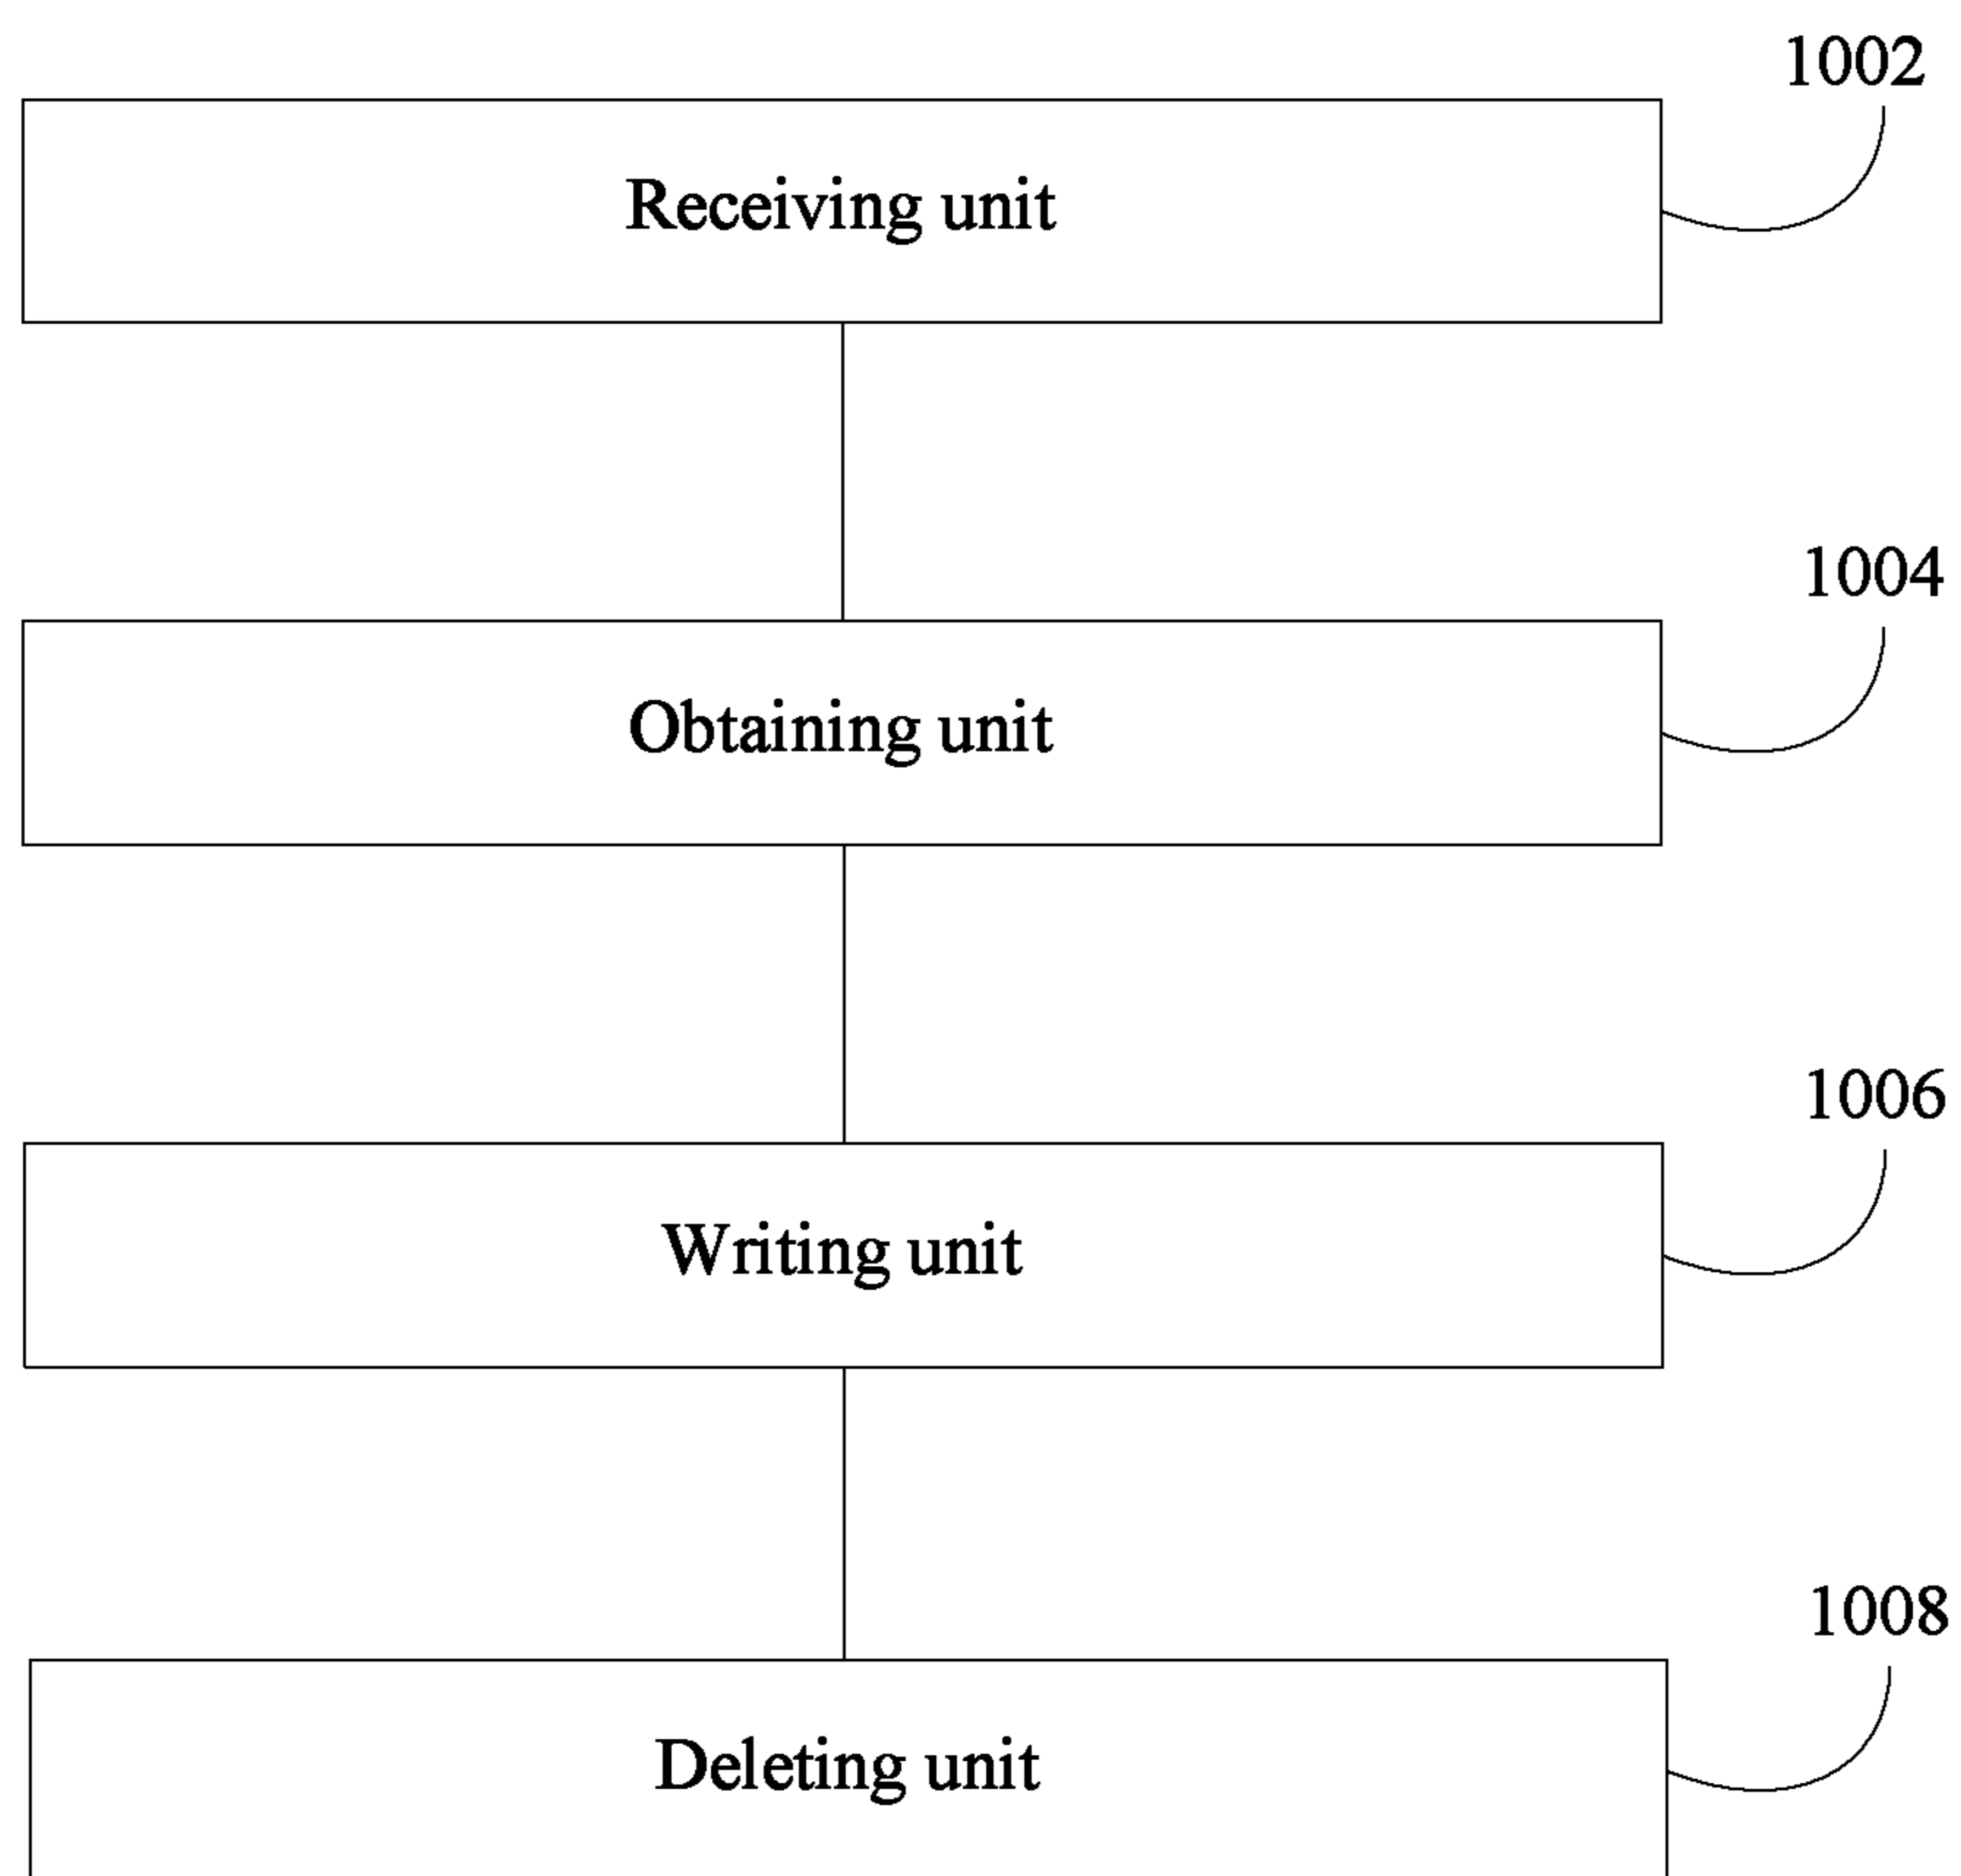 1002
Receiving unit
1004
Obtaining unit
1006
Writing unit
1008
Deleting unit